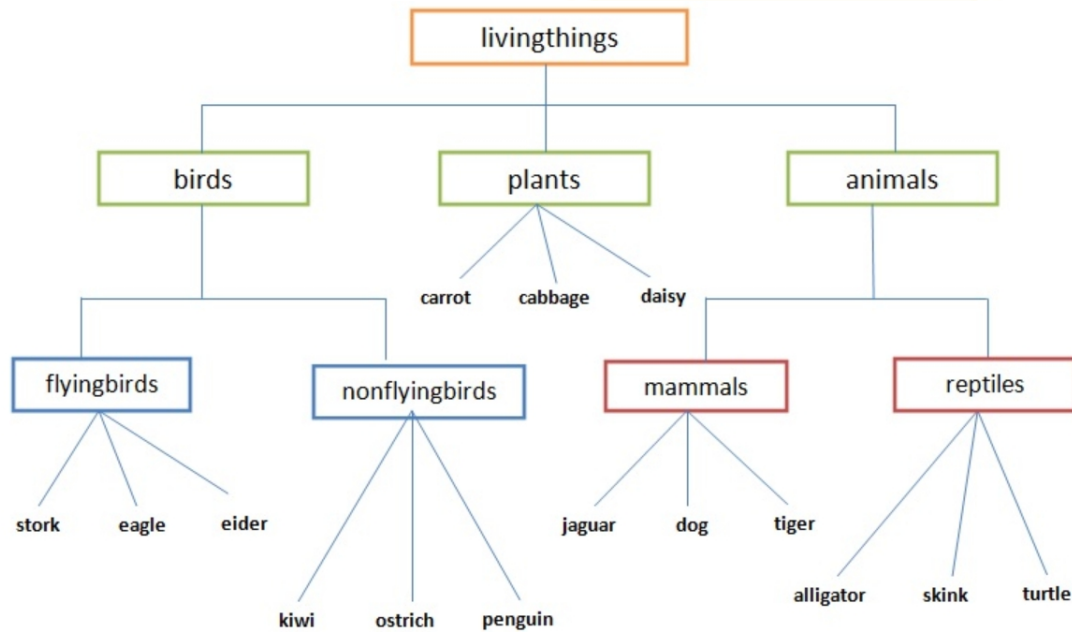 livingthings
birds
plants
animals
carrot
cabbage
daisy
flyingbirds
nonflyingbirds
mammals
reptiles
stork
eagle
eider
jaguar
dog
tiger
kiwi
ostrich
penguin
alligator
skink
turtle